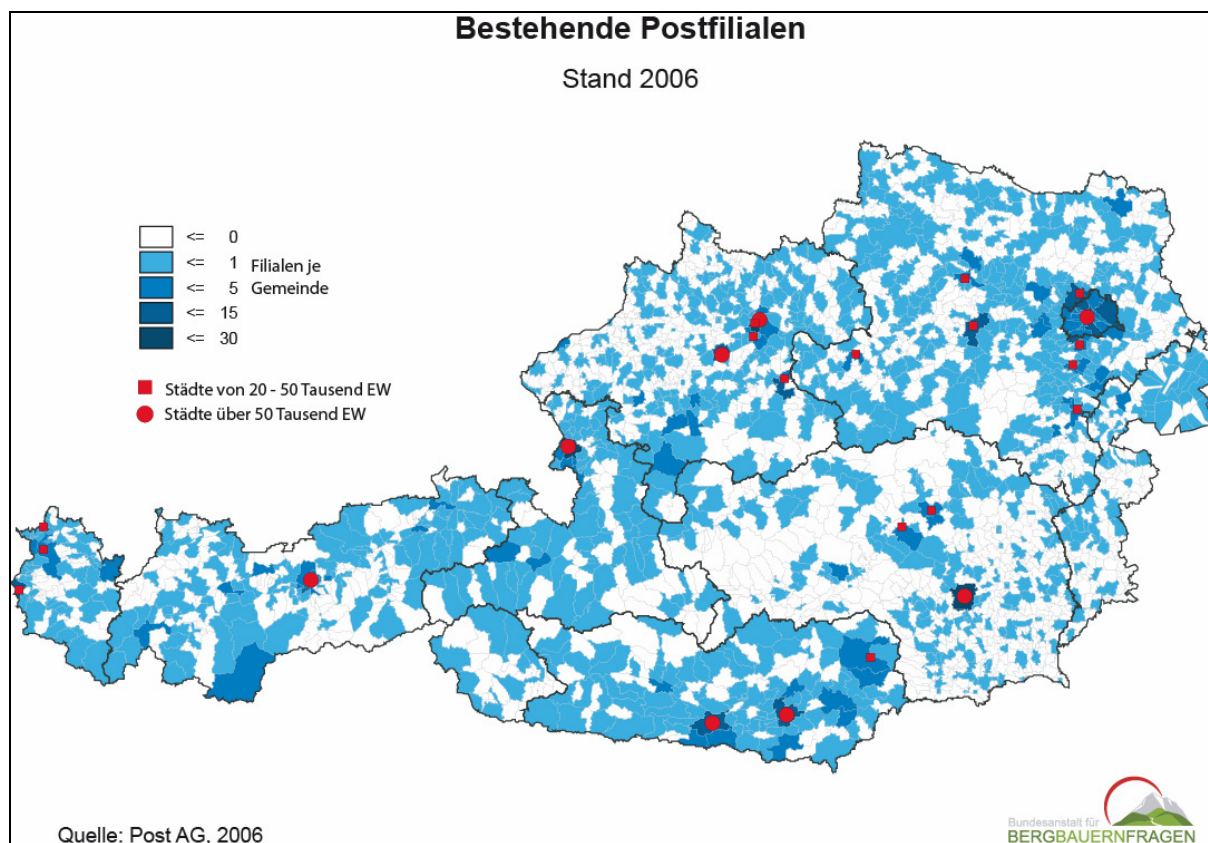 Bestehende Postfilialen
Stand 2006
<= 0
<= 1 Filialen je
<= 5 Gemeinde
<= 15
<= 30
Städte von 20 - 50 Tausend EW
Städte über 50 Tausend EW
Quelle: Post AG, 2006
Bundesanstalt für
BERGBAUERNFRAGEN